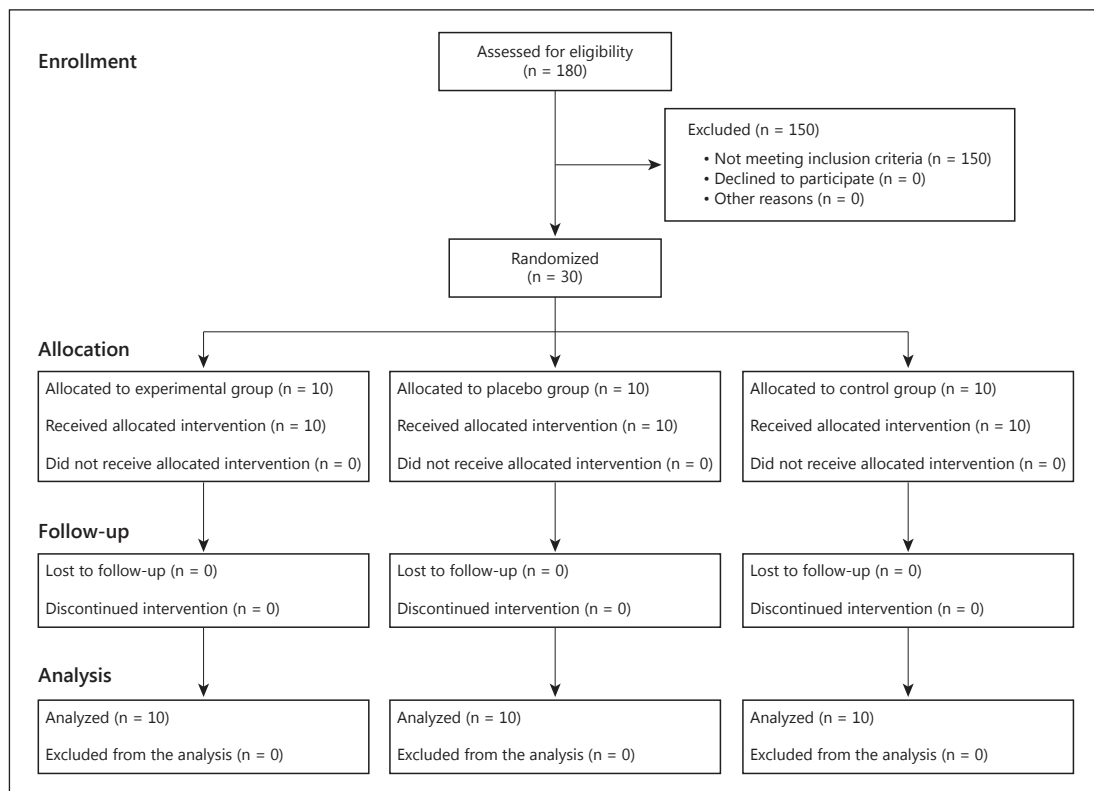 Enrollment
Assessed for eligibility
(n = 180)
Excluded (n = 150)
• Not meeting inclusion criteria (n = 150)
• Declined to participate (n = 0)
• Other reasons (n = 0)
Randomized
(n = 30)
Allocation
Allocated to experimental group (n = 10)
Received allocated intervention (n = 10)
Did not receive allocated intervention (n = 0)
Allocated to placebo group (n = 10)
Received allocated intervention (n = 10)
Did not receive allocated intervention (n = 0)
Allocated to control group (n = 10)
Received allocated intervention (n = 10)
Did not receive allocated intervention (n = 0)
Follow-up
Lost to follow-up (n = 0)
Discontinued intervention (n = 0)
Lost to follow-up (n = 0)
Discontinued intervention (n = 0)
Lost to follow-up (n = 0)
Discontinued intervention (n = 0)
Analysis
Analyzed (n = 10)
Excluded from the analysis (n = 0)
Analyzed (n = 10)
Excluded from the analysis (n = 0)
Analyzed (n = 10)
Excluded from the analysis (n = 0)